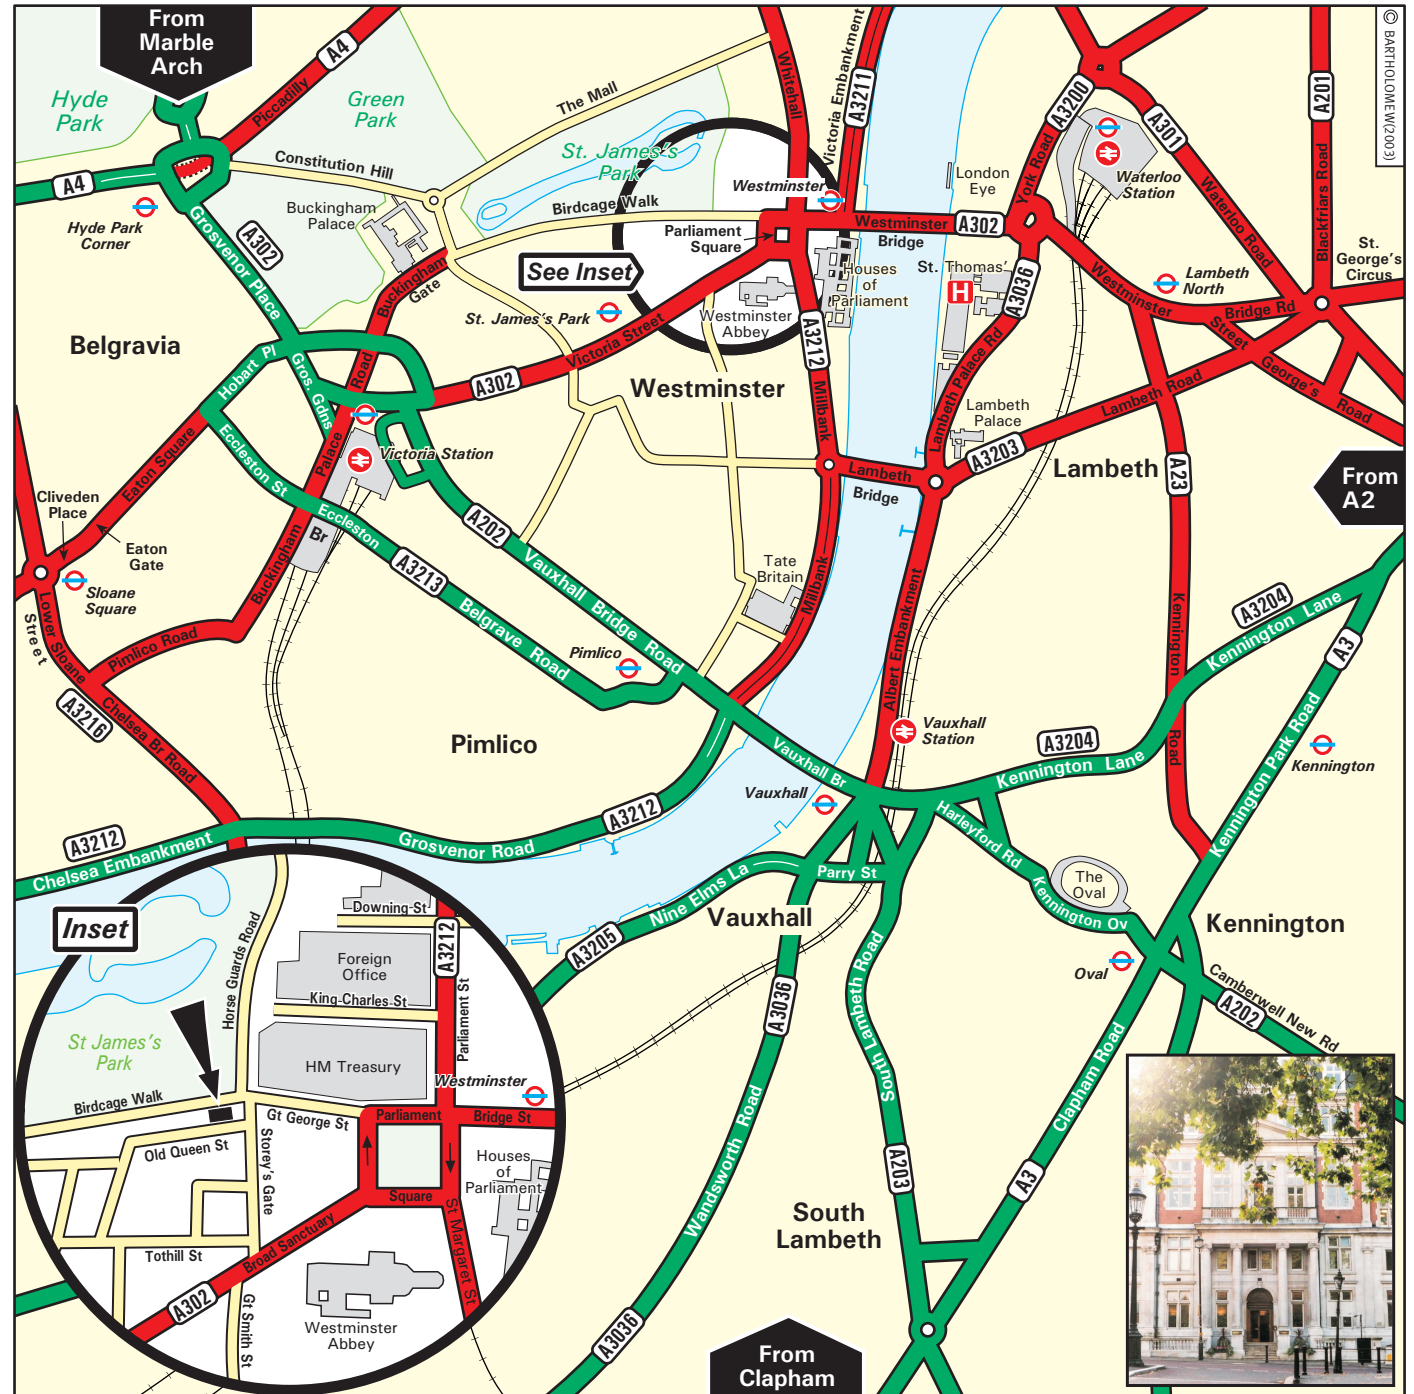 From
Marble
Arch
© BARTHOLOMEW(2003)
A4
Piccadilly
Hyde
Park
Green
Park
The Mall
Whitehall
Victoria Embankment
A3211
A3200
York Road
A301
A201
Waterloo
Station
Waterloo Road
Blackfriars Road
St.
George's
Circus
London
Eye
Constitution Hill
St. James's
Park
A4
Hyde Park
Corner
A302
Grosvenor Place
Buckingham
Palace
Birdcage Walk
Westminster
Parliament
Square
Westminster
Bridge
A302
See Inset
Houses
of
Parliament
St. Thomas'
H
A3036
Westminster
Bridge Rd
Lambeth
North
Buckingham
Gate
St. James's Park
Victoria Street
Westminster
Abbey
A3212
Belgravia
Hobart Pl
Gros. Gdns
Palace
Road
A302
Westminster
Millbank
Lambeth Palace Rd
Lambeth
Palace
Lambeth Road
Street
George's
Road
Eaton Square
Eccleston St
Victoria Station
A3203
Lambeth
Bridge
Lambeth
A23
From
A2
Cliveden
Place
Eaton
Gate
Sloane
Square
Eccleston
Br
A202
A3213
Buckingham
Vauxhall Bridge Road
Tate
Britain
Millbank
Albert Embankment
Kennington
Road
A3204
Kennington Lane
A3
Lower Sloane
Street
Pimlico Road
Belgrave Road
Pimlico
A3216
Chelsea Br Road
Pimlico
Vauxhall
Station
Vauxhall Br
Vauxhall
A3204
Kennington Lane
Kennington Park Road
Kennington
A3212
Chelsea Embankment
Grosvenor Road
A3212
Harleyford Rd
The
Oval
Kennington Ov
Nine Elms La
Parry St
Vauxhall
A3205
Kennington
Oval
Camberwell New Rd
A202
A3036
South Lambeth Road
Clapham Road
Wandsworth Road
A203
A3
South
Lambeth
A3036
From
Clapham
Inset
Downing St
A3212
Foreign
Office
King Charles St
Horse Guards Road
Parliament St
St James's
Park
HM Treasury
Westminster
Birdcage Walk
Gt George St
Parliament
Bridge St
Old Queen St
Storey's Gate
Houses
of
Parliament
Square
Broad Sanctuary
St Margaret St
Tothill St
A302
Gt Smith St
Westminster
Abbey